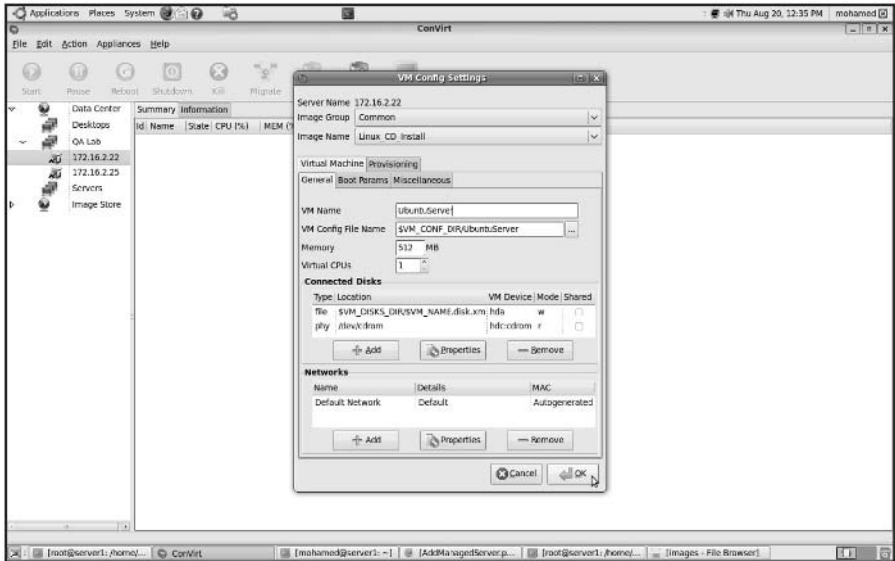 Applications Places System
Thu Aug 20, 12:35 PM mohamed
ConVirt
File Edit Action Appliances Help
Start Pause Reboot Shutdown Kill Migrate
Data Center
Desktops
QA Lab
172.16.2.22
172.16.2.25
Servers
Image Store
Summary Information
Id Name State CPU (%) MEM (%
VM Config Settings
Server Name 172.16.2.22
Image Group Common
Image Name Linux_CD_Install
Virtual Machine Provisioning
General Boot Params Miscellaneous
VM Name UbuntuServer
VM Config File Name $VM_CONF_DIR/UbuntuServer ...
Memory 512 MB
Virtual CPUs 1
Connected Disks
Type Location VM Device Mode Shared
file $VM_DISKS_DIR/$VM_NAME.disk.xm hda w
phy /dev/cdrom hdc:cdrom r
Add Properties Remove
Networks
Name Details MAC
Default Network Default Autogenerated
Add Properties Remove
Cancel OK
[root@server1: /home/... ConVirt [mohamed@server1: ~] [AddManagedServer.p... [root@server1: /home/... [images - File Browser]